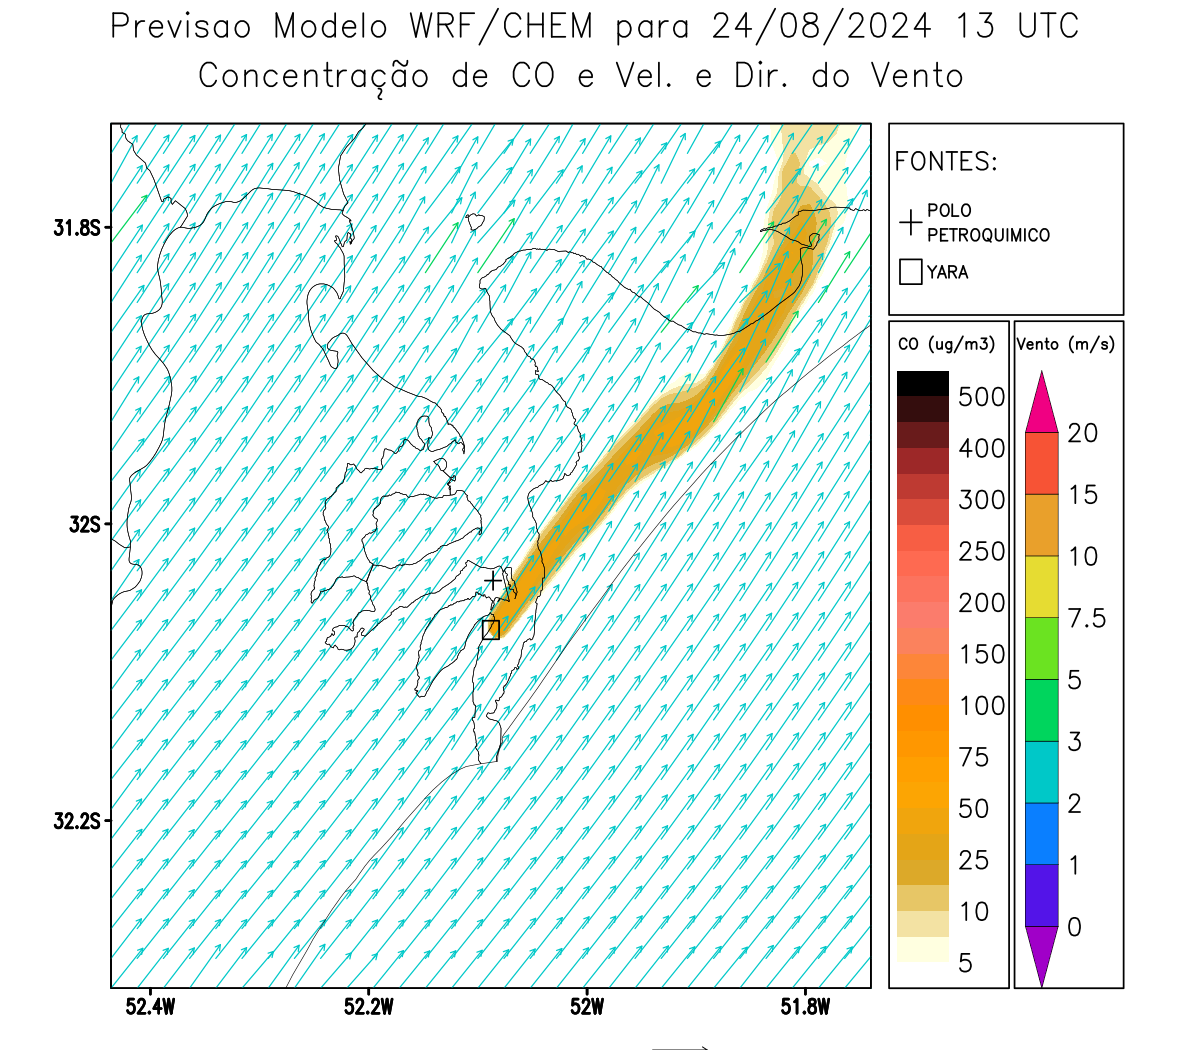 Previsao Modelo WRF/CHEM para 24/08/2024 13 UTC
Concentração de CO e Vel. e Dir. do Vento
FONTES:
POLO
PETROQUIMICO
YARA
CO (ug/m3)
500
400
300
250
200
150
100
75
50
25
10
5
Vento (m/s)
20
15
10
7.5
5
3
2
1
0
31.8S
32S
32.2S
52.4W
52.2W
52W
51.8W